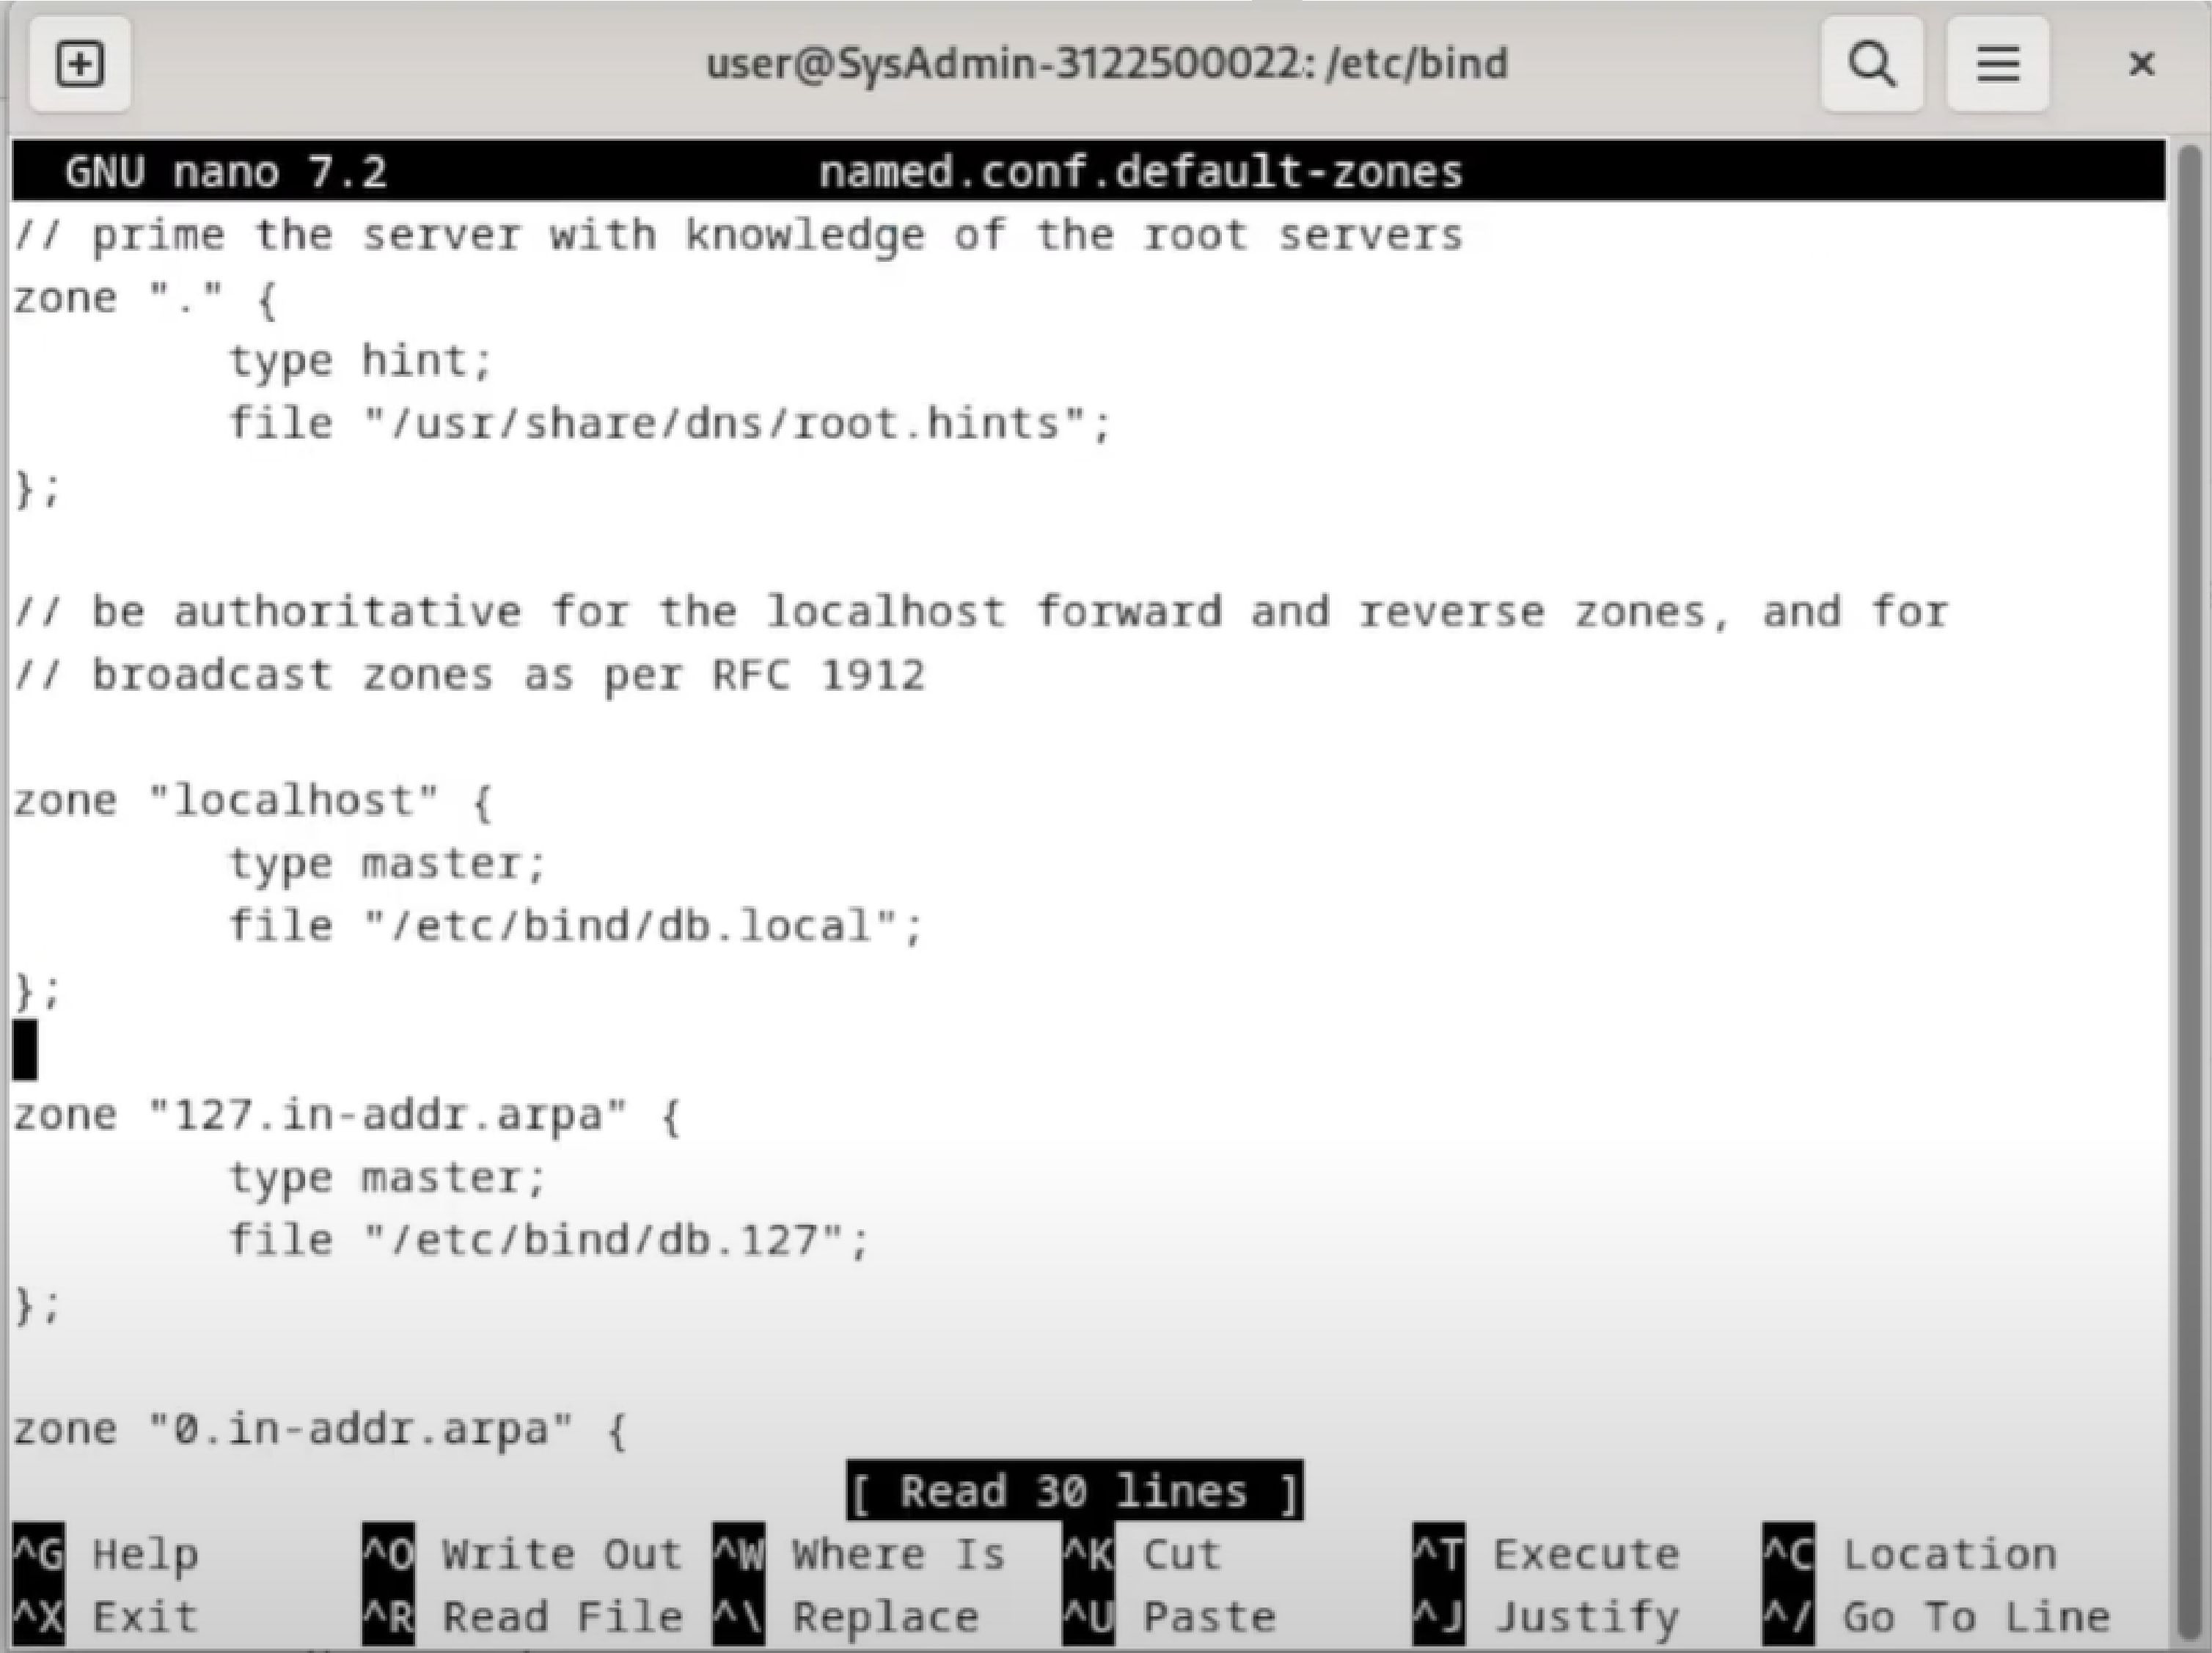 user@SysAdmin-3122500022: /etc/bind
GNU nano 7.2 named.conf.default-zones
// prime the server with knowledge of the root servers
zone "." {
        type hint;
        file "/usr/share/dns/root.hints";
};

// be authoritative for the localhost forward and reverse zones, and for
// broadcast zones as per RFC 1912

zone "localhost" {
        type master;
        file "/etc/bind/db.local";
};

zone "127.in-addr.arpa" {
        type master;
        file "/etc/bind/db.127";
};

zone "0.in-addr.arpa" {
[ Read 30 lines ]
^G Help ^O Write Out ^W Where Is ^K Cut ^T Execute ^C Location
^X Exit ^R Read File ^\ Replace ^U Paste ^J Justify ^/ Go To Line